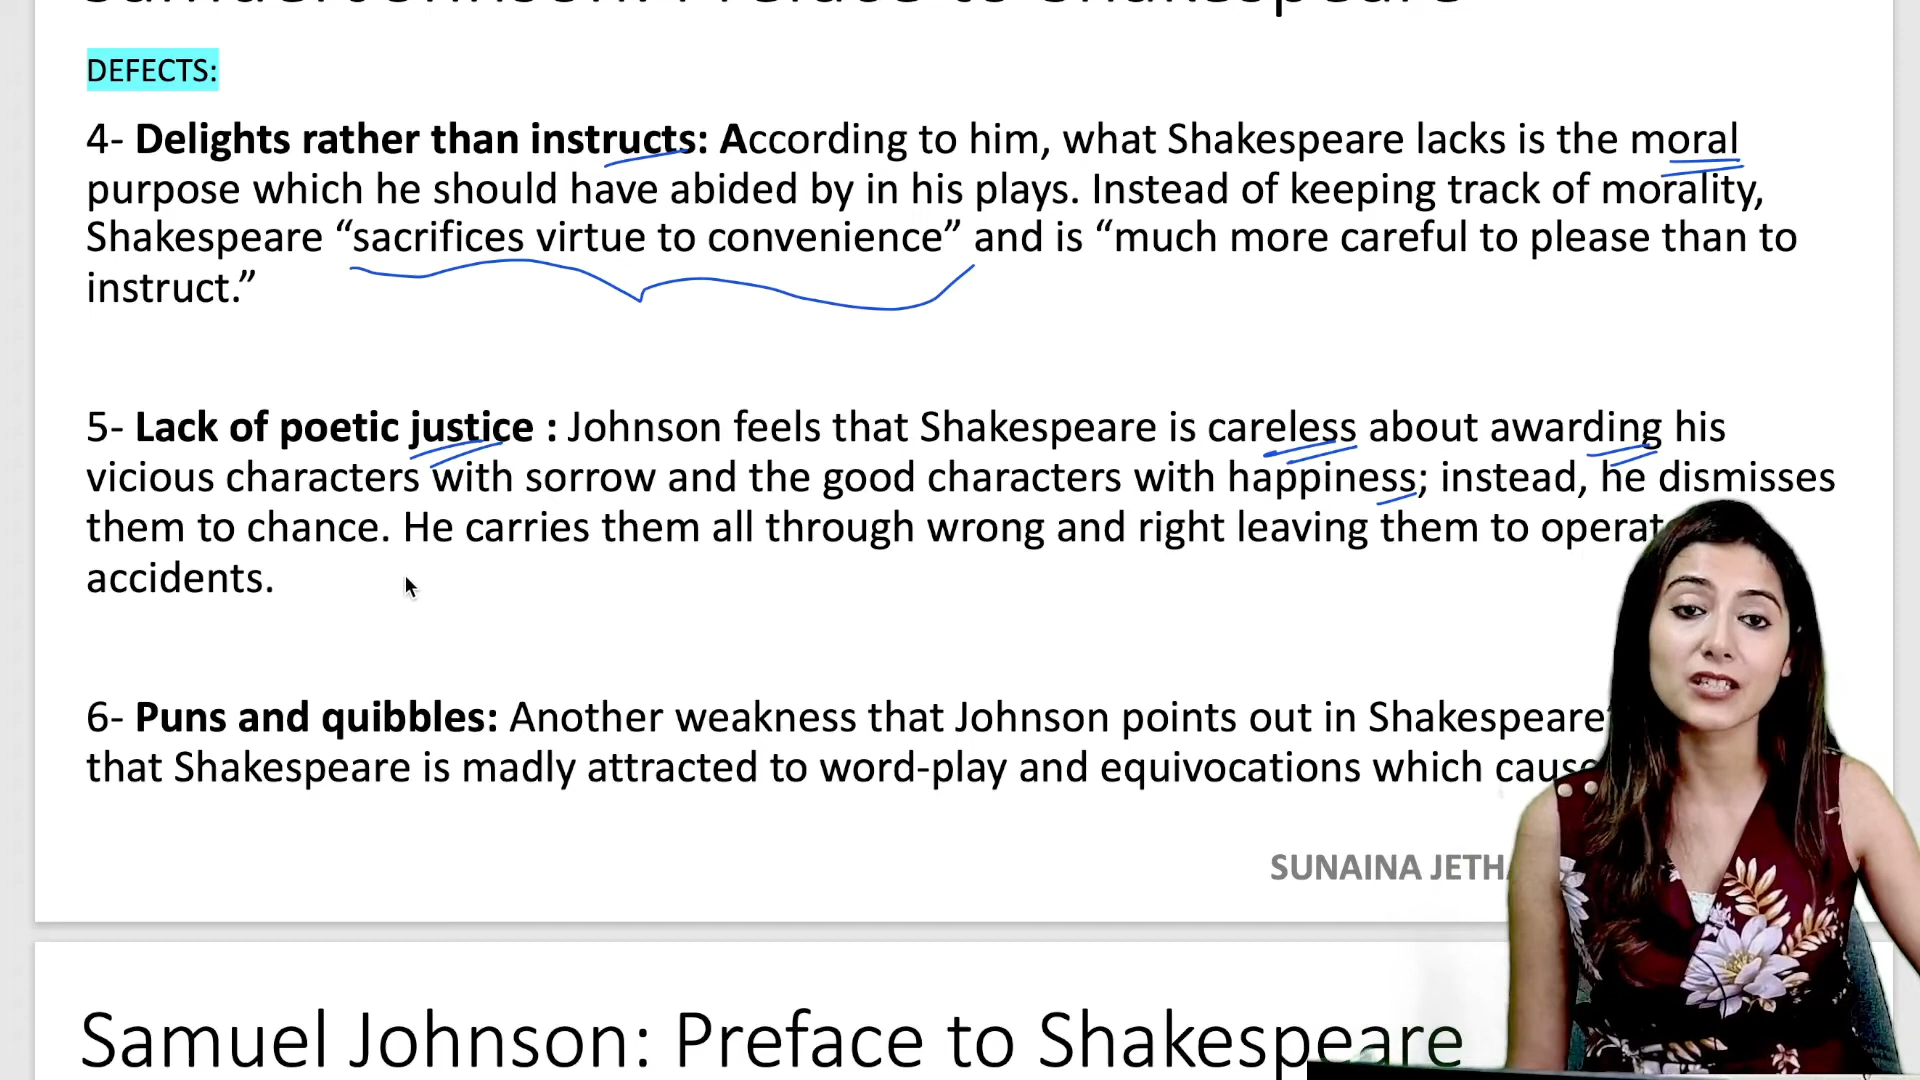 Samuel Johnson: Preface to Shakespeare
DEFECTS:
4- Delights rather than instructs: According to him, what Shakespeare lacks is the moral
purpose which he should have abided by in his plays. Instead of keeping track of morality,
Shakespeare “sacrifices virtue to convenience” and is “much more careful to please than to
instruct.”
5- Lack of poetic justice : Johnson feels that Shakespeare is careless about awarding his
vicious characters with sorrow and the good characters with happiness; instead, he dismisses
them to chance. He carries them all through wrong and right leaving them to
accidents.
6- Puns and quibbles: Another weakness that Johnson points out in Shakespeare
that Shakespeare is madly attracted to word-play and equivocations which
SUNAINA
Samuel Johnson: Preface to Shakespeare